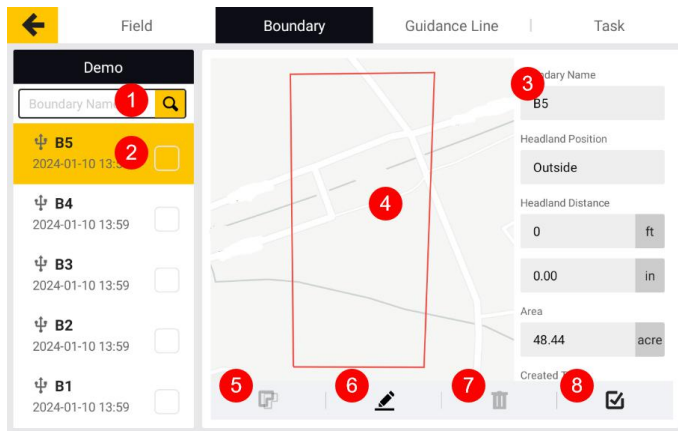 Field
Boundary
Guidance Line
Task
Demo
Boundary Name
1
B5
2024-01-10 13:59
2
B4
2024-01-10 13:59
B3
2024-01-10 13:59
B2
2024-01-10 13:59
B1
2024-01-10 13:59
4
3
Boundary Name
B5
Headland Position
Outside
Headland Distance
0 ft
0.00 in
Area
48.44 acre
Created
5
6
7
8